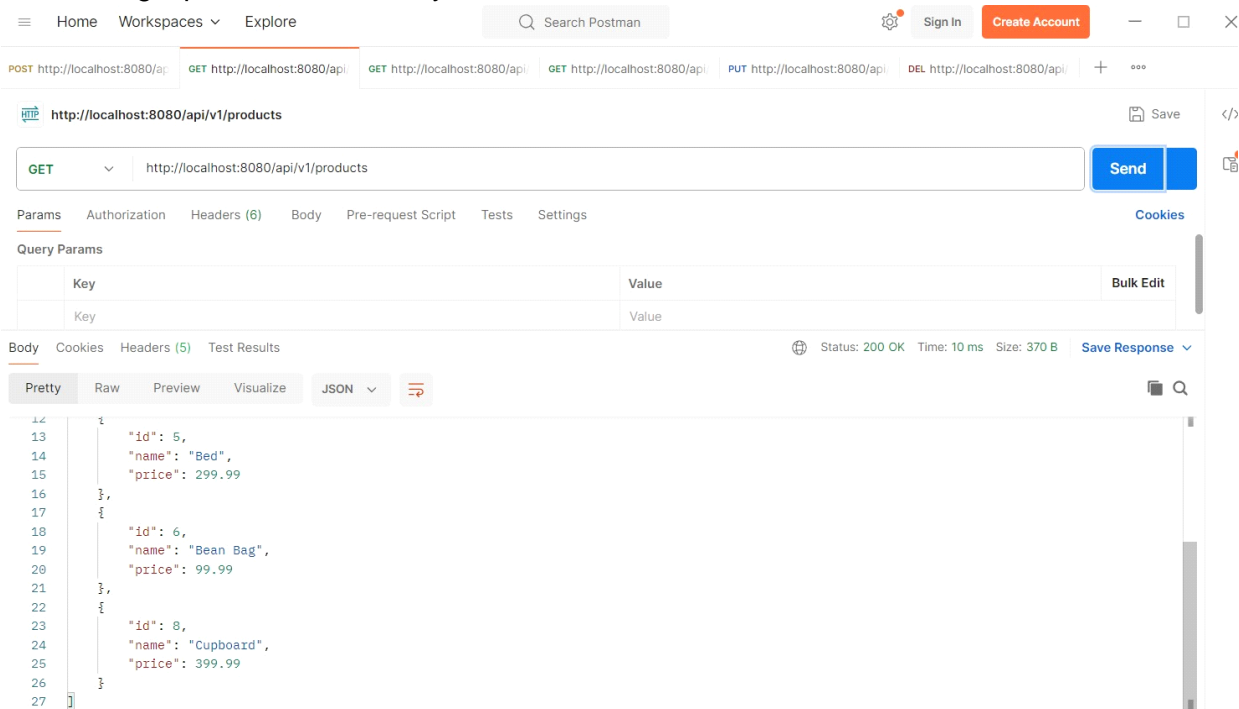 Home Workspaces Explore Search Postman Sign In Create Account
POST http://localhost:8080/ap GET http://localhost:8080/api GET http://localhost:8080/api GET http://localhost:8080/api PUT http://localhost:8080/api DEL http://localhost:8080/api/
HTTP http://localhost:8080/api/v1/products Save </>
GET http://localhost:8080/api/v1/products Send
Params Authorization Headers (6) Body Pre-request Script Tests Settings Cookies
Query Params
Key Value Bulk Edit
Key Value
Body Cookies Headers (5) Test Results Status: 200 OK Time: 10 ms Size: 370 B Save Response
Pretty Raw Preview Visualize JSON
12 {
13 "id": 5,
14 "name": "Bed",
15 "price": 299.99
16 },
17 {
18 "id": 6,
19 "name": "Bean Bag",
20 "price": 99.99
21 },
22 {
23 "id": 8,
24 "name": "Cupboard",
25 "price": 399.99
26 }
27 ]